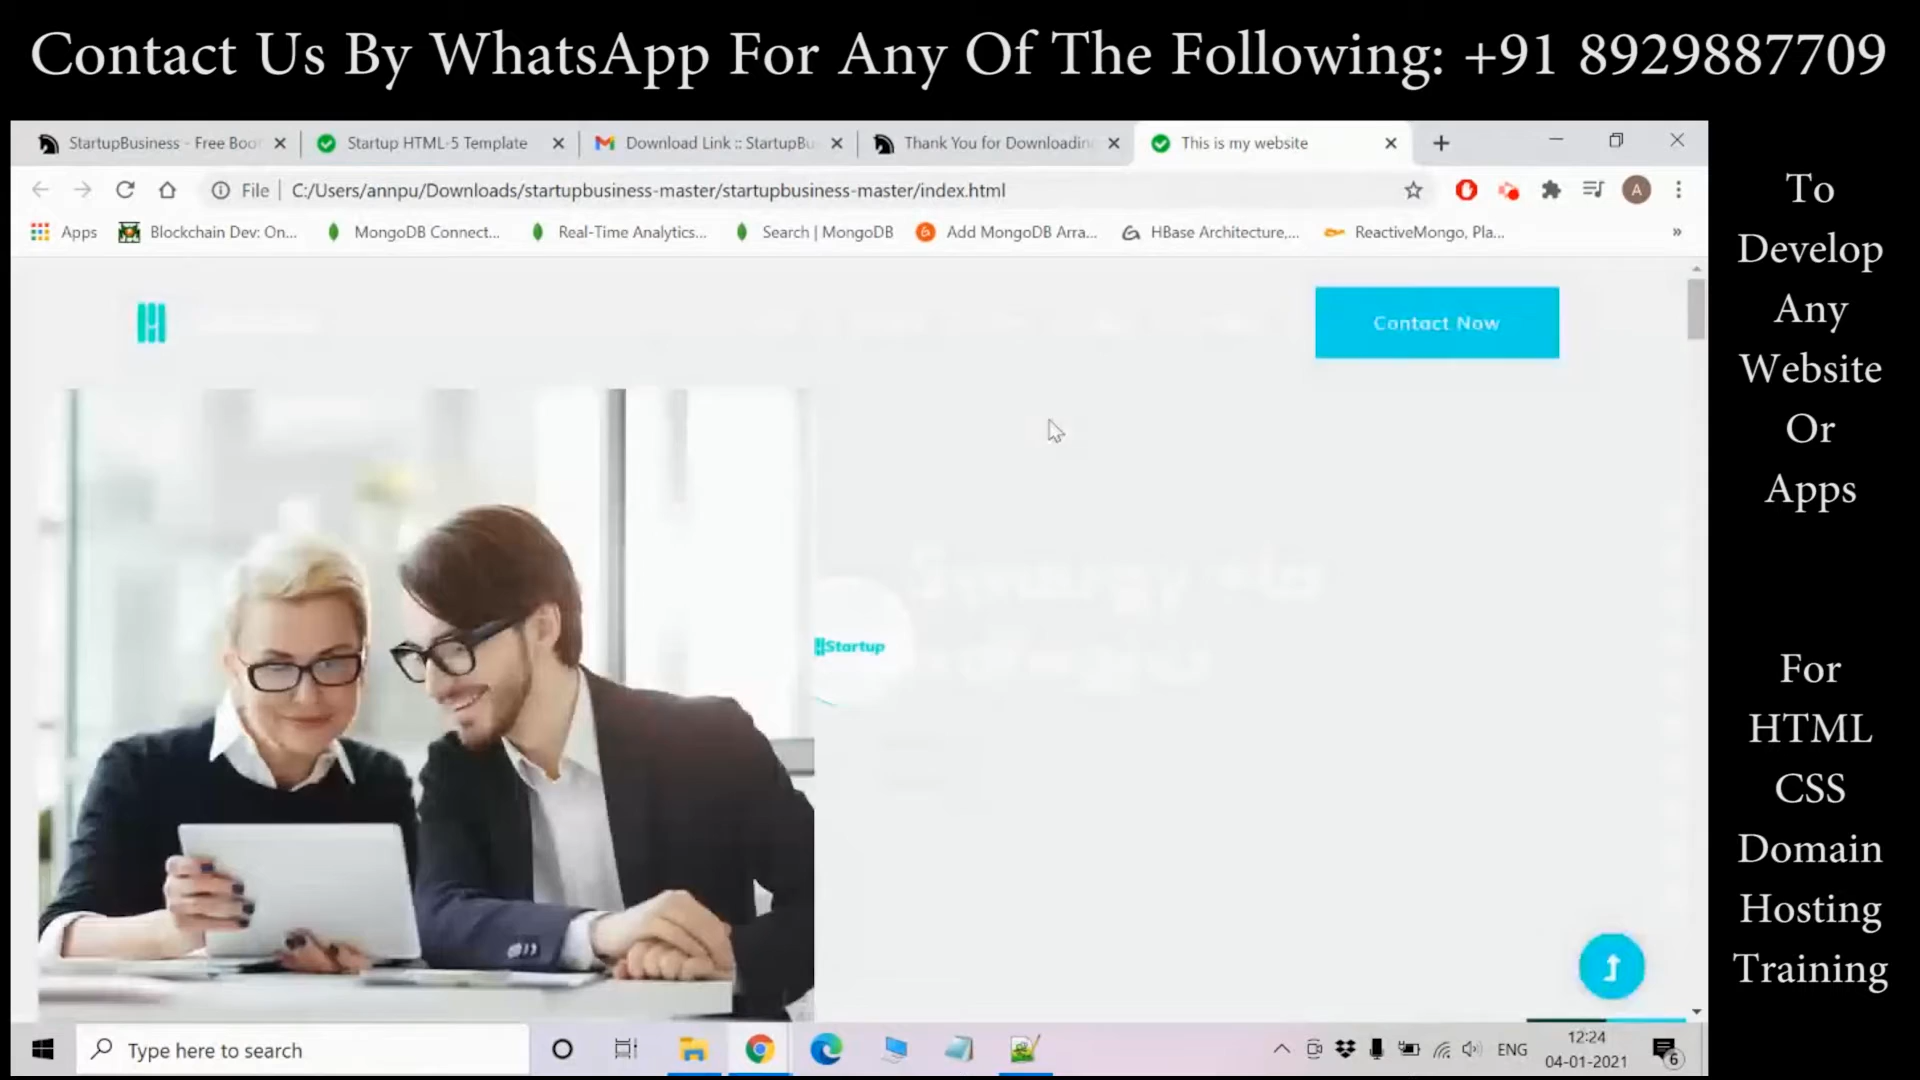 Contact Us By WhatsApp For Any Of The Following: +91 8929887709
StartupBusiness - Free Boo
Startup HTML-5 Template
Download Link :: StartupBu
Thank You for Downloadin
This is my website
File
C:/Users/annpu/Downloads/startupbusiness-master/startupbusiness-master/index.html
A
Apps
Blockchain Dev: On...
MongoDB Connect...
Real-Time Analytics...
Search | MongoDB
Add MongoDB Arra...
HBase Architecture,...
ReactiveMongo, Pla...
»
Contact Now
Synergy
Startup
To
Develop
Any
Website
Or
Apps
For
HTML
CSS
Domain
Hosting
Training
Type here to search
ENG
12:24
04-01-2021
6